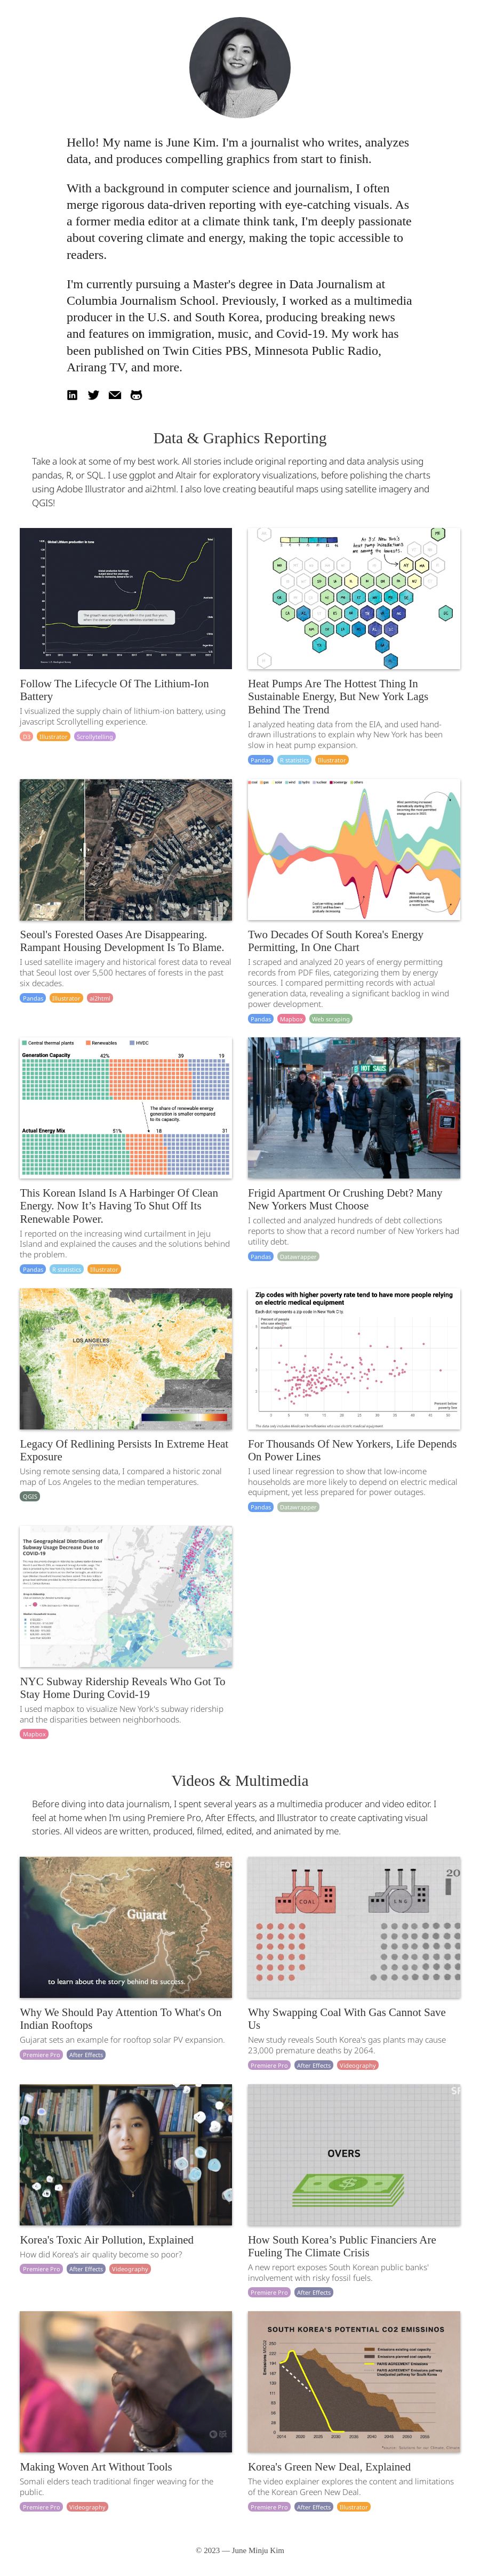 Hello! My name is June Kim. I'm a journalist who writes, analyzes
data, and produces compelling graphics from start to finish.
With a background in computer science and journalism, I often
merge rigorous data-driven reporting with eye-catching visuals. As
a former media editor at a climate think tank, I'm deeply passionate
about covering climate and energy, making the topic accessible to
readers.
I'm currently pursuing a Master's degree in Data Journalism at
Columbia Journalism School. Previously, I worked as a multimedia
producer in the U.S. and South Korea, producing breaking news
and features on immigration, music, and Covid-19. My work has
been published on Twin Cities PBS, Minnesota Public Radio,
Arirang TV, and more.
Data & Graphics Reporting
Take a look at some of my best work. All stories include original reporting and data analysis using
pandas, R, or SQL. I use ggplot and Altair for exploratory visualizations, before polishing the charts
using Adobe Illustrator and ai2html. I also love creating beautiful maps using satellite imagery and
QGIS!
Global Lithium production in tons
Follow The Lifecycle Of The Lithium-Ion
Battery
I visualized the supply chain of lithium-ion battery, using
javascript Scrollytelling experience.
D3 Illustrator Scrollytelling
Heat Pumps Are The Hottest Thing In
Sustainable Energy, But New York Lags
Behind The Trend
I analyzed heating data from the EIA, and used hand-
drawn illustrations to explain why New York has been
slow in heat pump expansion.
Pandas R statistics Illustrator
Seoul's Forested Oases Are Disappearing.
Rampant Housing Development Is To Blame.
I used satellite imagery and historical forest data to reveal
that Seoul lost over 5,500 hectares of forests in the past
six decades.
Pandas Illustrator ai2html
Two Decades Of South Korea's Energy
Permitting, In One Chart
I scraped and analyzed 20 years of energy permitting
records from PDF files, categorizing them by energy
sources. I compared permitting records with actual
generation data, revealing a significant backlog in wind
power development.
Pandas Mapbox Web scraping
Central thermal plants Renewables HVDC
Generation Capacity 42% 39 19
The share of renewable energy
generation is smaller compared
to its capacity.
Actual Energy Mix 51% 18 31
This Korean Island Is A Harbinger Of Clean
Energy. Now It’s Having To Shut Off Its
Renewable Power.
I reported on the increasing wind curtailment in Jeju
Island and explained the causes and the solutions behind
the problem.
Pandas R statistics Illustrator
HOT SAUS
Frigid Apartment Or Crushing Debt? Many
New Yorkers Must Choose
I collected and analyzed hundreds of debt collections
reports to show that a record number of New Yorkers had
utility debt.
Pandas Datawrapper
LOS ANGELES
Legacy Of Redlining Persists In Extreme Heat
Exposure
Using remote sensing data, I compared a historic zonal
map of Los Angeles to the median temperatures.
QGIS
Zip codes with higher poverty rate tend to have more people relying
on electric medical equipment
Each dot represents a zip code in New York City.
Percent of people
who use electric
medical equipment
Percent below
poverty line
For Thousands Of New Yorkers, Life Depends
On Power Lines
I used linear regression to show that low-income
households are more likely to depend on electric medical
equipment, yet less prepared for power outages.
Pandas Datawrapper
The Geographical Distribution of
Subway Usage Decrease Due to
COVID-19
NYC Subway Ridership Reveals Who Got To
Stay Home During Covid-19
I used mapbox to visualize New York's subway ridership
and the disparities between neighborhoods.
Mapbox
Videos & Multimedia
Before diving into data journalism, I spent several years as a multimedia producer and video editor. I
feel at home when I'm using Premiere Pro, After Effects, and Illustrator to create captivating visual
stories. All videos are written, produced, filmed, edited, and animated by me.
SFO
Gujarat
to learn about the story behind its success.
Why We Should Pay Attention To What's On
Indian Rooftops
Gujarat sets an example for rooftop solar PV expansion.
Premiere Pro After Effects
20
COAL LNG
Why Swapping Coal With Gas Cannot Save
Us
New study reveals South Korea's gas plants may cause
23,000 premature deaths by 2064.
Premiere Pro After Effects Videography
Korea's Toxic Air Pollution, Explained
How did Korea's air quality become so poor?
Premiere Pro After Effects Videography
SF
OVERS
How South Korea’s Public Financiers Are
Fueling The Climate Crisis
A new report exposes South Korean public banks'
involvement with risky fossil fuels.
Premiere Pro After Effects
Making Woven Art Without Tools
Somali elders teach traditional finger weaving for the
public.
Premiere Pro Videography
SOUTH KOREA'S POTENTIAL CO2 EMISSINOS
Korea's Green New Deal, Explained
The video explainer explores the content and limitations
of the Korean Green New Deal.
Premiere Pro After Effects Illustrator
© 2023 — June Minju Kim